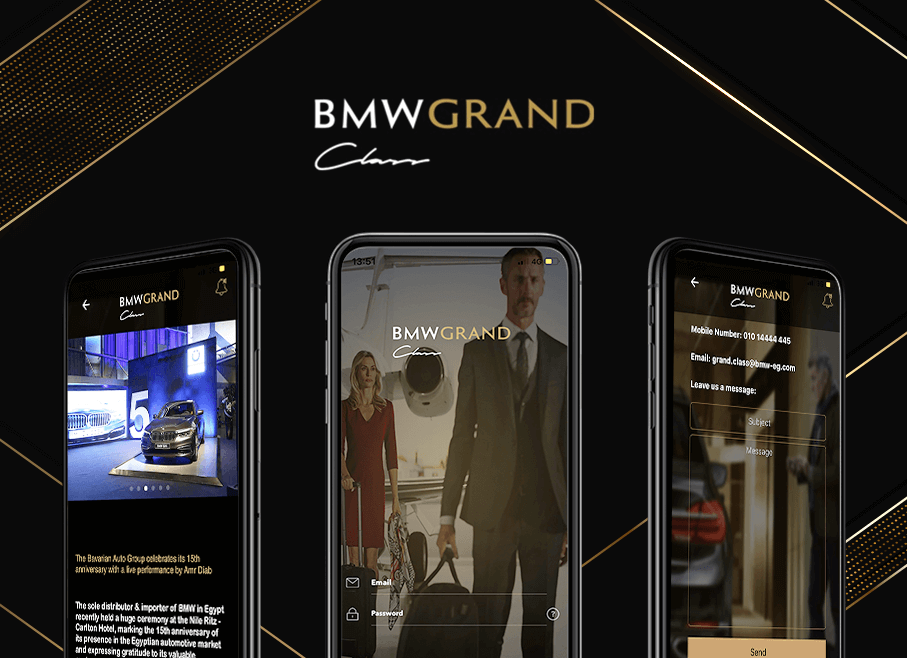 BMWGRAND
Class
BMWGRAND
Class
5
The Bavarian Auto Group celebrates its 15th
anniversary with a live performance by Amr Diab
The sole distributor & importer of BMW in Egypt
recently held a huge ceremony at the Nile Ritz -
Carlton Hotel, marking the 15th anniversary of
its presence in the Egyptian automotive market
and expressing gratitude to its valuable
13:51
4G
BMWGRAND
Class
Email
Password
?
BMWGRAND
Class
Mobile Number: 010 14444 445
Email: grand.class@bmw-eg.com
Leave us a message:
Subject
Message
Send